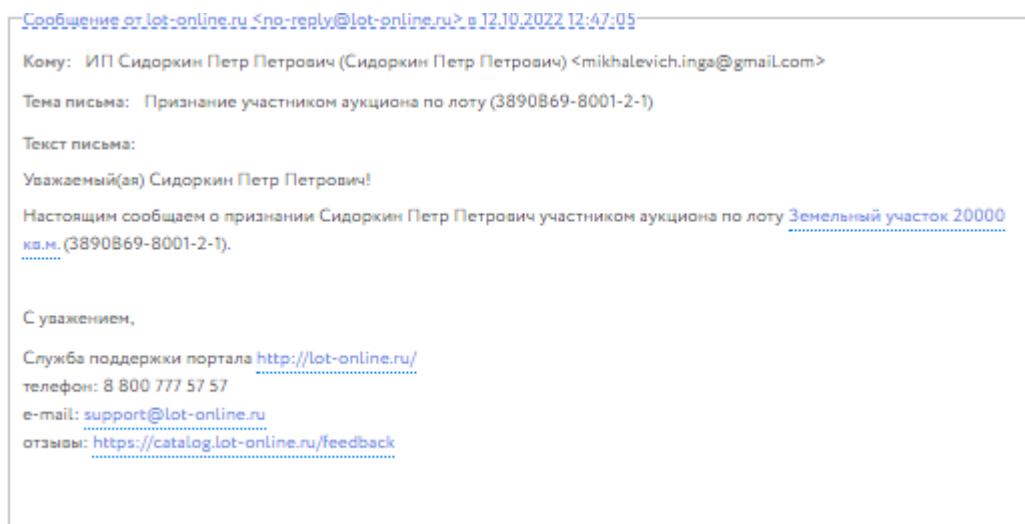 Сообщение от lot-online.ru <no-reply@lot-online.ru> в 12.10.2022 12:47:05
Кому: ИП Сидоркин Петр Петрович (Сидоркин Петр Петрович) <mikhalevich.inga@gmail.com>
Тема письма: Признание участником аукциона по лоту (3890B69-8001-2-1)
Текст письма:
Уважаемый(ая) Сидоркин Петр Петрович!
Настоящим сообщаем о признании Сидоркин Петр Петрович участником аукциона по лоту Земельный участок 20000
кв.м. (3890B69-8001-2-1).
С уважением,
Служба поддержки портала http://lot-online.ru/
телефон: 8 800 777 57 57
e-mail: support@lot-online.ru
отзывы: https://catalog.lot-online.ru/feedback